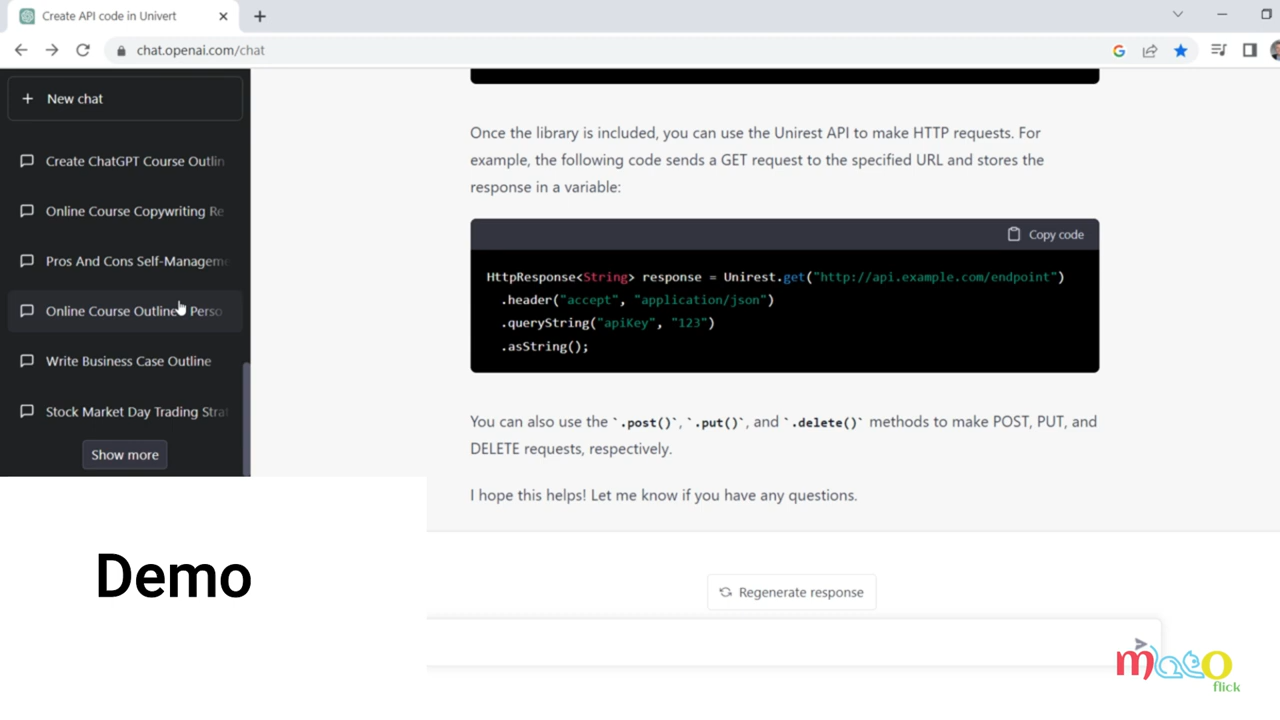 Create API code in Univert
chat.openai.com/chat
New chat
Create ChatGPT Course Outlin
Online Course Copywriting Re
Pros And Cons Self-Managem
Online Course Outline Perso
Write Business Case Outline
Stock Market Day Trading Stra
Show more
Once the library is included, you can use the Unirest API to make HTTP requests. For
example, the following code sends a GET request to the specified URL and stores the
response in a variable:
Copy code
HttpResponse<String> response = Unirest.get("http://api.example.com/endpoint")
.header("accept", "application/json")
.queryString("apiKey", "123")
.asString();
You can also use the `.post()`, `.put()`, and `.delete()` methods to make POST, PUT, and
DELETE requests, respectively.
I hope this helps! Let me know if you have any questions.
Demo
Regenerate response
flick